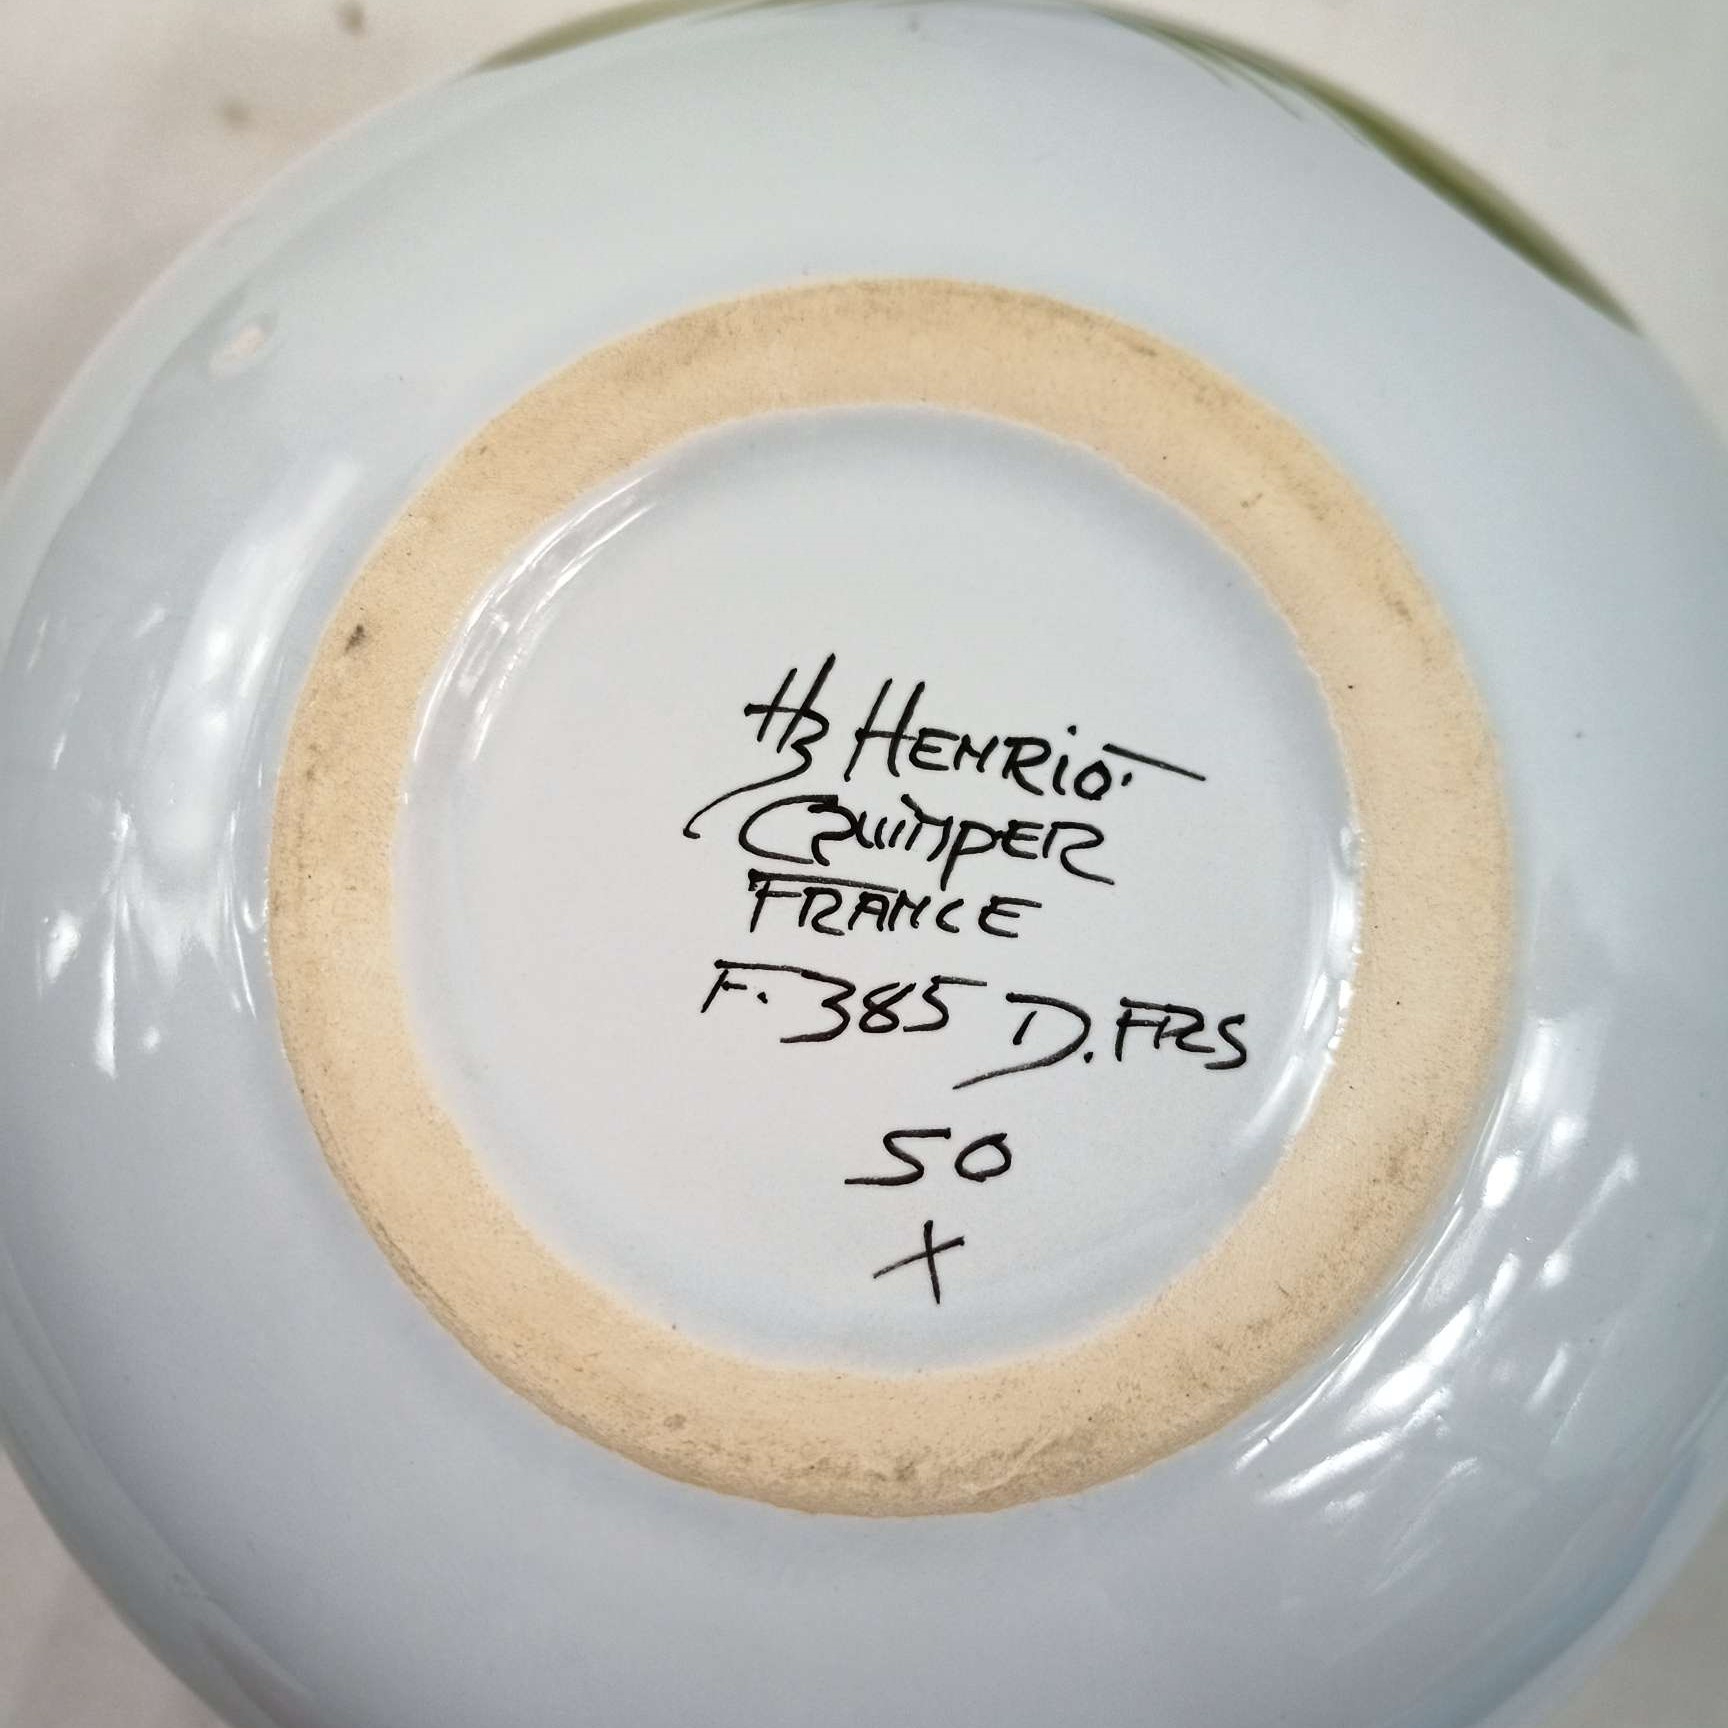 HB HENRIOT
QUIMPER
FRANCE
F. 385 D. FRS
50
X